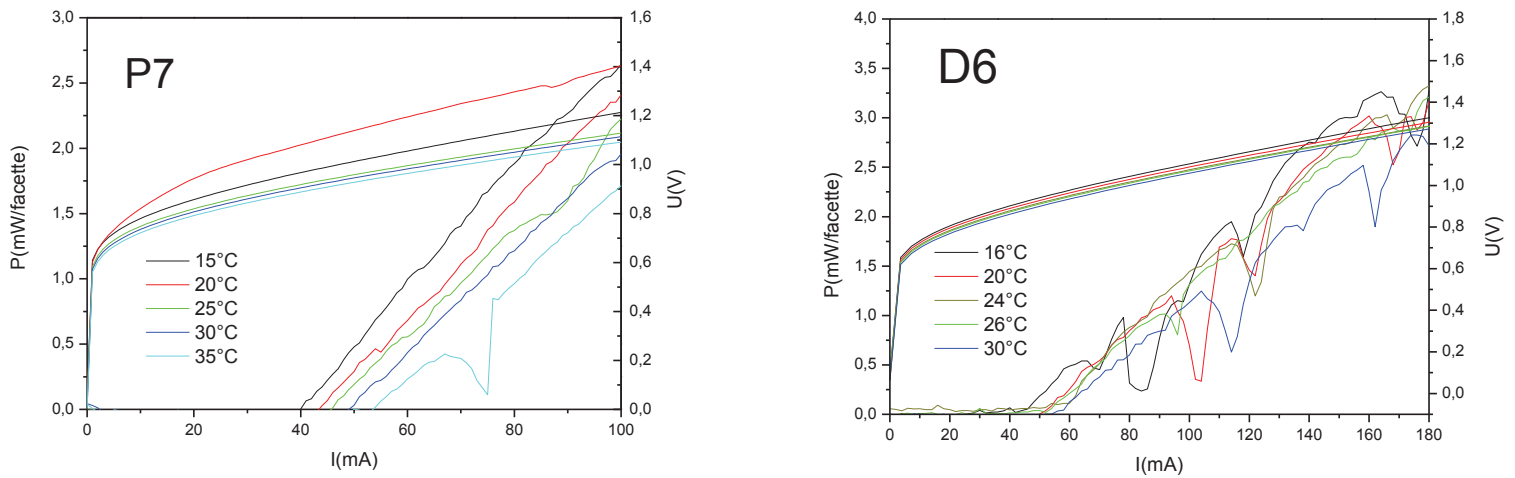 P7
P(mW/facette)
3,0
2,5
2,0
1,5
1,0
0,5
0,0
U(V)
1,6
1,4
1,2
1,0
0,8
0,6
0,4
0,2
0,0
15°C
20°C
25°C
30°C
35°C
0 20 40 60 80 100
I(mA)
D6
P(mW/facette)
4,0
3,5
3,0
2,5
2,0
1,5
1,0
0,5
0,0
U(V)
1,8
1,6
1,4
1,2
1,0
0,8
0,6
0,4
0,2
0,0
16°C
20°C
24°C
26°C
30°C
0 20 40 60 80 100 120 140 160 180
I(mA)